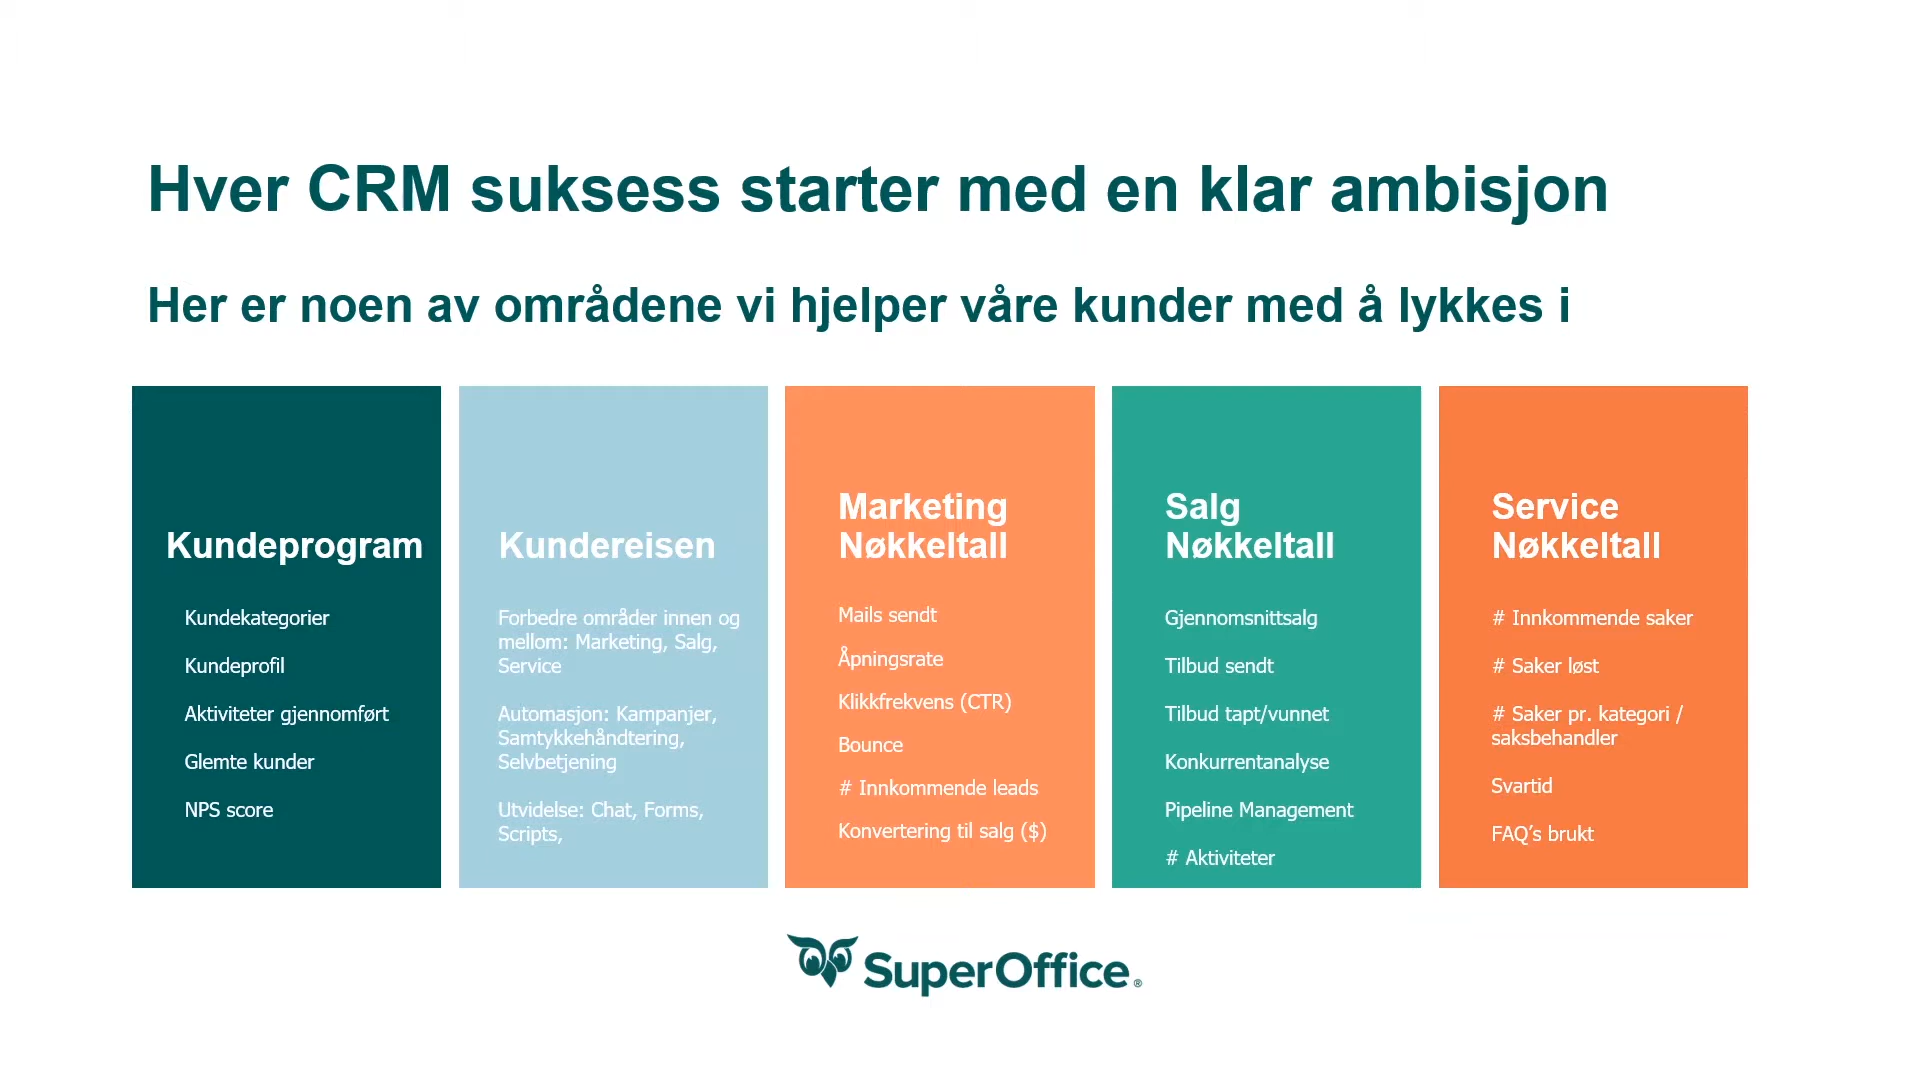 Hver CRM suksess starter med en klar ambisjon
Her er noen av områdene vi hjelper våre kunder med å lykkes i
Kundeprogram
Kundekategorier
Kundeprofil
Aktiviteter gjennomført
Glemte kunder
NPS score
Kundereisen
Forbedre områder innen og
mellom: Marketing, Salg,
Service
Automasjon: Kampanjer,
Samtykkehåndtering,
Selvbetjening
Utvidelse: Chat, Forms,
Scripts,
Marketing
Nøkkeltall
Mails sendt
Åpningsrate
Klikkfrekvens (CTR)
Bounce
# Innkommende leads
Konvertering til salg ($)
Salg
Nøkkeltall
Gjennomsnittsalg
Tilbud sendt
Tilbud tapt/vunnet
Konkurrentanalyse
Pipeline Management
# Aktiviteter
Service
Nøkkeltall
# Innkommende saker
# Saker løst
# Saker pr. kategori /
saksbehandler
Svartid
FAQ’s brukt
SuperOffice®